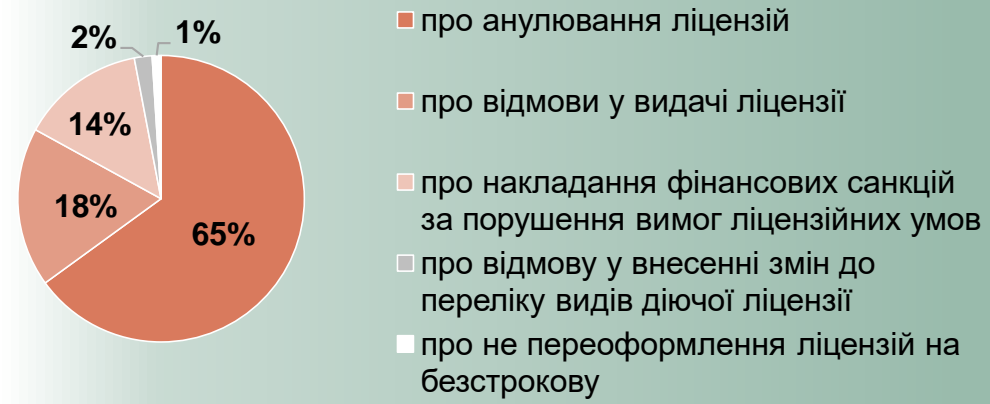 2%
1%
14%
18%
65%
про анулювання ліцензій
про відмови у видачі ліцензії
про накладання фінансових санкцій
за порушення вимог ліцензійних умов
про відмову у внесенні змін до
переліку видів діючої ліцензії
про не переоформлення ліцензій на
безстрокову